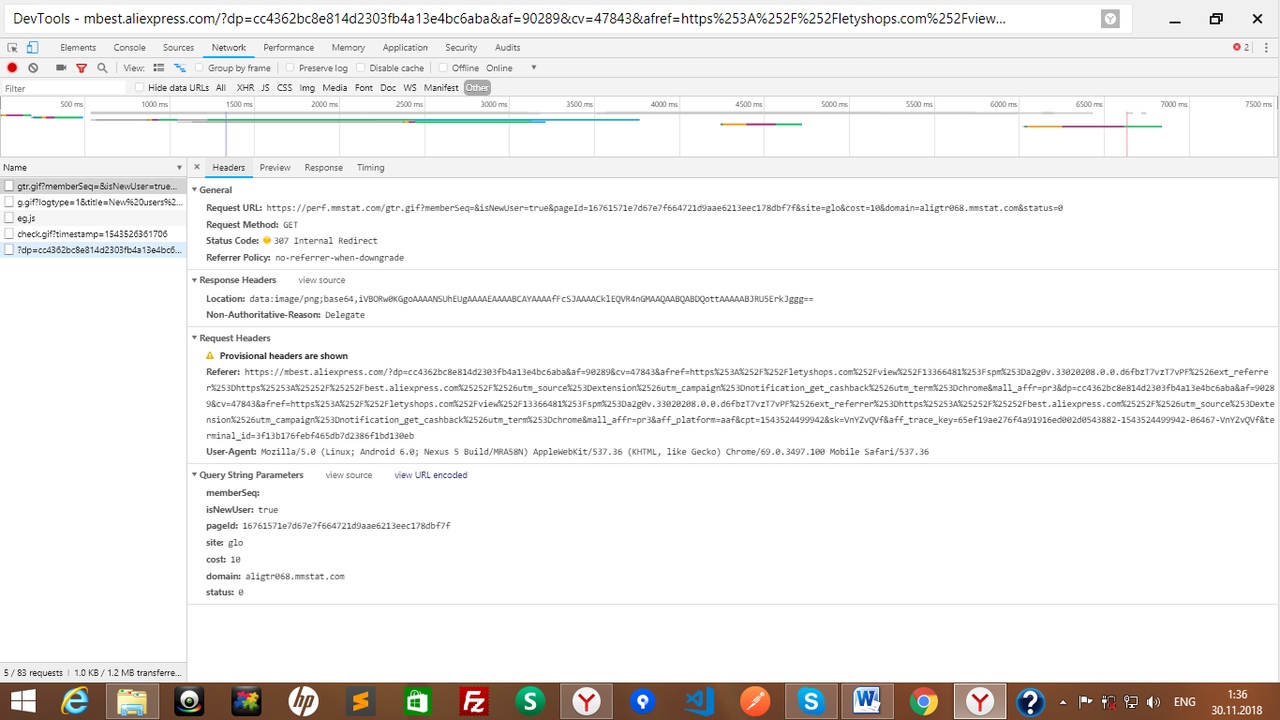 DevTools - mbest.aliexpress.com/?dp=cc4362bc8e814d2303fb4a13e4bc6aba&af=90289&cv=47843&afref=https%253A%252F%252Fletyshops.com%252Fview...
Elements Console Sources Network Performance Memory Application Security Audits 2
View: Group by frame Preserve log Disable cache Offline Online
Filter Hide data URLs All XHR JS CSS Img Media Font Doc WS Manifest Other
500 ms 1000 ms 1500 ms 2000 ms 2500 ms 3000 ms 3500 ms 4000 ms 4500 ms 5000 ms 5500 ms 6000 ms 6500 ms 7000 ms 7500 ms
Name
gtr.gif?memberSeq=&isNewUser=true...
g.gif?logtype=1&title=New%20users%2...
eg.js
check.gif?timestamp=1543526361706
?dp=cc4362bc8e814d2303fb4a13e4bc6...
Headers Preview Response Timing
General
Request URL: https://perf.mmstat.com/gtr.gif?memberSeq=&isNewUser=true&pageId=16761571e7d67e7f664721d9aae6213eec178dbf7f&site=glo&cost=10&domain=aligtr068.mmstat.com&status=0
Request Method: GET
Status Code: 307 Internal Redirect
Referrer Policy: no-referrer-when-downgrade
Response Headers view source
Location: data:image/png;base64,iVBORw0KGgoAAAANSUhEUgAAAAEAAAABCAYAAAAfFcSJAAAACklEQVR4nGMAAQAABQABDQottAAAAABJRU5ErkJggg==
Non-Authoritative-Reason: Delegate
Request Headers
Provisional headers are shown
Referer: https://mbest.aliexpress.com/?dp=cc4362bc8e814d2303fb4a13e4bc6aba&af=90289&cv=47843&afref=https%253A%252F%252Fletyshops.com%252Fview%252F13366481%253Fspm%253Da2g0v.33020208.0.0.d6fbzT7vzT7vPF%2526ext_referre
r%253Dhttps%25253A%25252F%25252Fbest.aliexpress.com%25252F%2526utm_source%253Dextension%2526utm_campaign%253Dnotification_get_cashback%2526utm_term%253Dchrome&mall_affr=pr3&dp=cc4362bc8e814d2303fb4a13e4bc6aba&af=9028
9&cv=47843&afref=https%253A%252F%252Fletyshops.com%252Fview%252F13366481%253Fspm%253Da2g0v.33020208.0.0.d6fbzT7vzT7vPF%2526ext_referrer%253Dhttps%25253A%25252F%25252Fbest.aliexpress.com%25252F%2526utm_source%253Dexte
nsion%2526utm_campaign%253Dnotification_get_cashback%2526utm_term%253Dchrome&mall_affr=pr3&aff_platform=aaf&cpt=1543524499942&sk=VnYZvQVf&aff_trace_key=65ef19ae276f4a91916ed002d0543882-1543524499942-06467-VnYZvQVf&te
rminal_id=3f13b176febf465db7d2386f1bd130eb
User-Agent: Mozilla/5.0 (Linux; Android 6.0; Nexus 5 Build/MRA58N) AppleWebKit/537.36 (KHTML, like Gecko) Chrome/69.0.3497.100 Mobile Safari/537.36
Query String Parameters view source view URL encoded
memberSeq:
isNewUser: true
pageId: 16761571e7d67e7f664721d9aae6213eec178dbf7f
site: glo
cost: 10
domain: aligtr068.mmstat.com
status: 0
5 / 83 requests 1.0 KB / 1.2 MB transferre...
ENG 1:36
30.11.2018